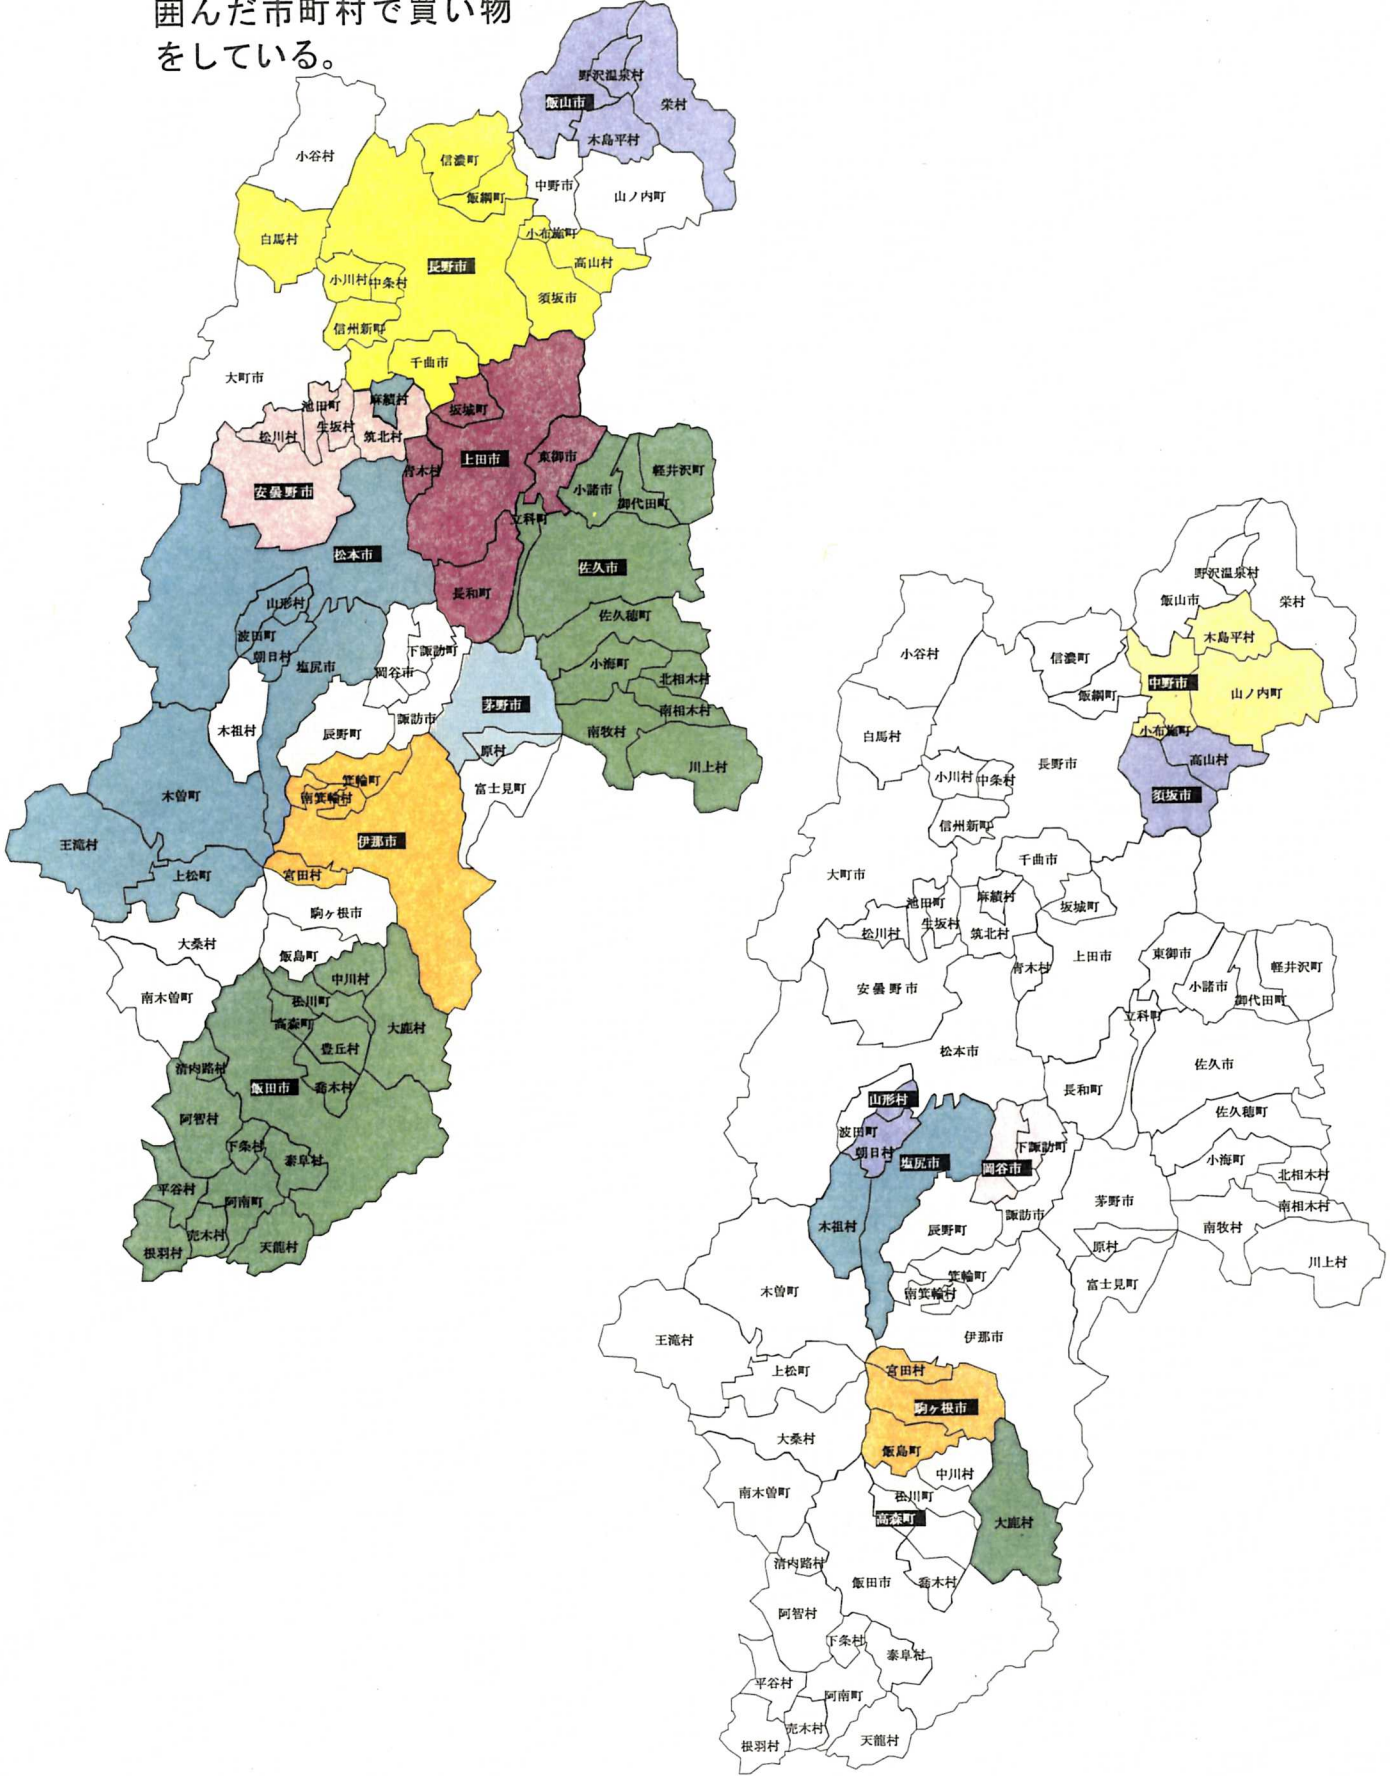 囲んだ市町村で買い物
をしている。
野沢温泉村
飯山市
栄村
木島平村
小谷村
信濃町
中野市
山ノ内町
飯綱町
白馬村
小布施町
高山村
長野市
小川村
中条村
須坂市
信州新町
千曲市
大町市
麻績村
池田町
坂城町
生坂村
松川村
筑北村
上田市
東御市
青木村
軽井沢町
安曇野市
小諸市
御代田町
立科町
松本市
佐久市
長和町
山形村
佐久穂町
波田町
朝日村
下諏訪町
塩尻市
小海町
岡谷市
北相木村
茅野市
南相木村
諏訪市
木祖村
辰野町
南牧村
原村
川上村
箕輪町
富士見町
木曽町
南箕輪村
伊那市
王滝村
上松町
宮田村
駒ヶ根市
大桑村
飯島町
中川村
南木曽町
松川町
高森町
大鹿村
豊丘村
清内路村
飯田市
喬木村
阿智村
下条村
泰阜村
平谷村
阿南町
売木村
根羽村
天龍村
野沢温泉村
飯山市
栄村
木島平村
小谷村
信濃町
中野市
山ノ内町
飯綱町
白馬村
小布施町
高山村
長野市
小川村
中条村
須坂市
信州新町
千曲市
大町市
麻績村
池田町
坂城町
生坂村
松川村
筑北村
上田市
東御市
青木村
軽井沢町
安曇野市
小諸市
御代田町
立科町
松本市
佐久市
長和町
山形村
佐久穂町
波田町
朝日村
下諏訪町
塩尻市
小海町
岡谷市
北相木村
茅野市
南相木村
諏訪市
木祖村
辰野町
南牧村
原村
川上村
箕輪町
富士見町
木曽町
南箕輪村
伊那市
王滝村
上松町
宮田村
駒ヶ根市
大桑村
飯島町
中川村
南木曽町
松川町
高森町
大鹿村
清内路村
飯田市
喬木村
阿智村
下条村
泰阜村
平谷村
阿南町
売木村
根羽村
天龍村